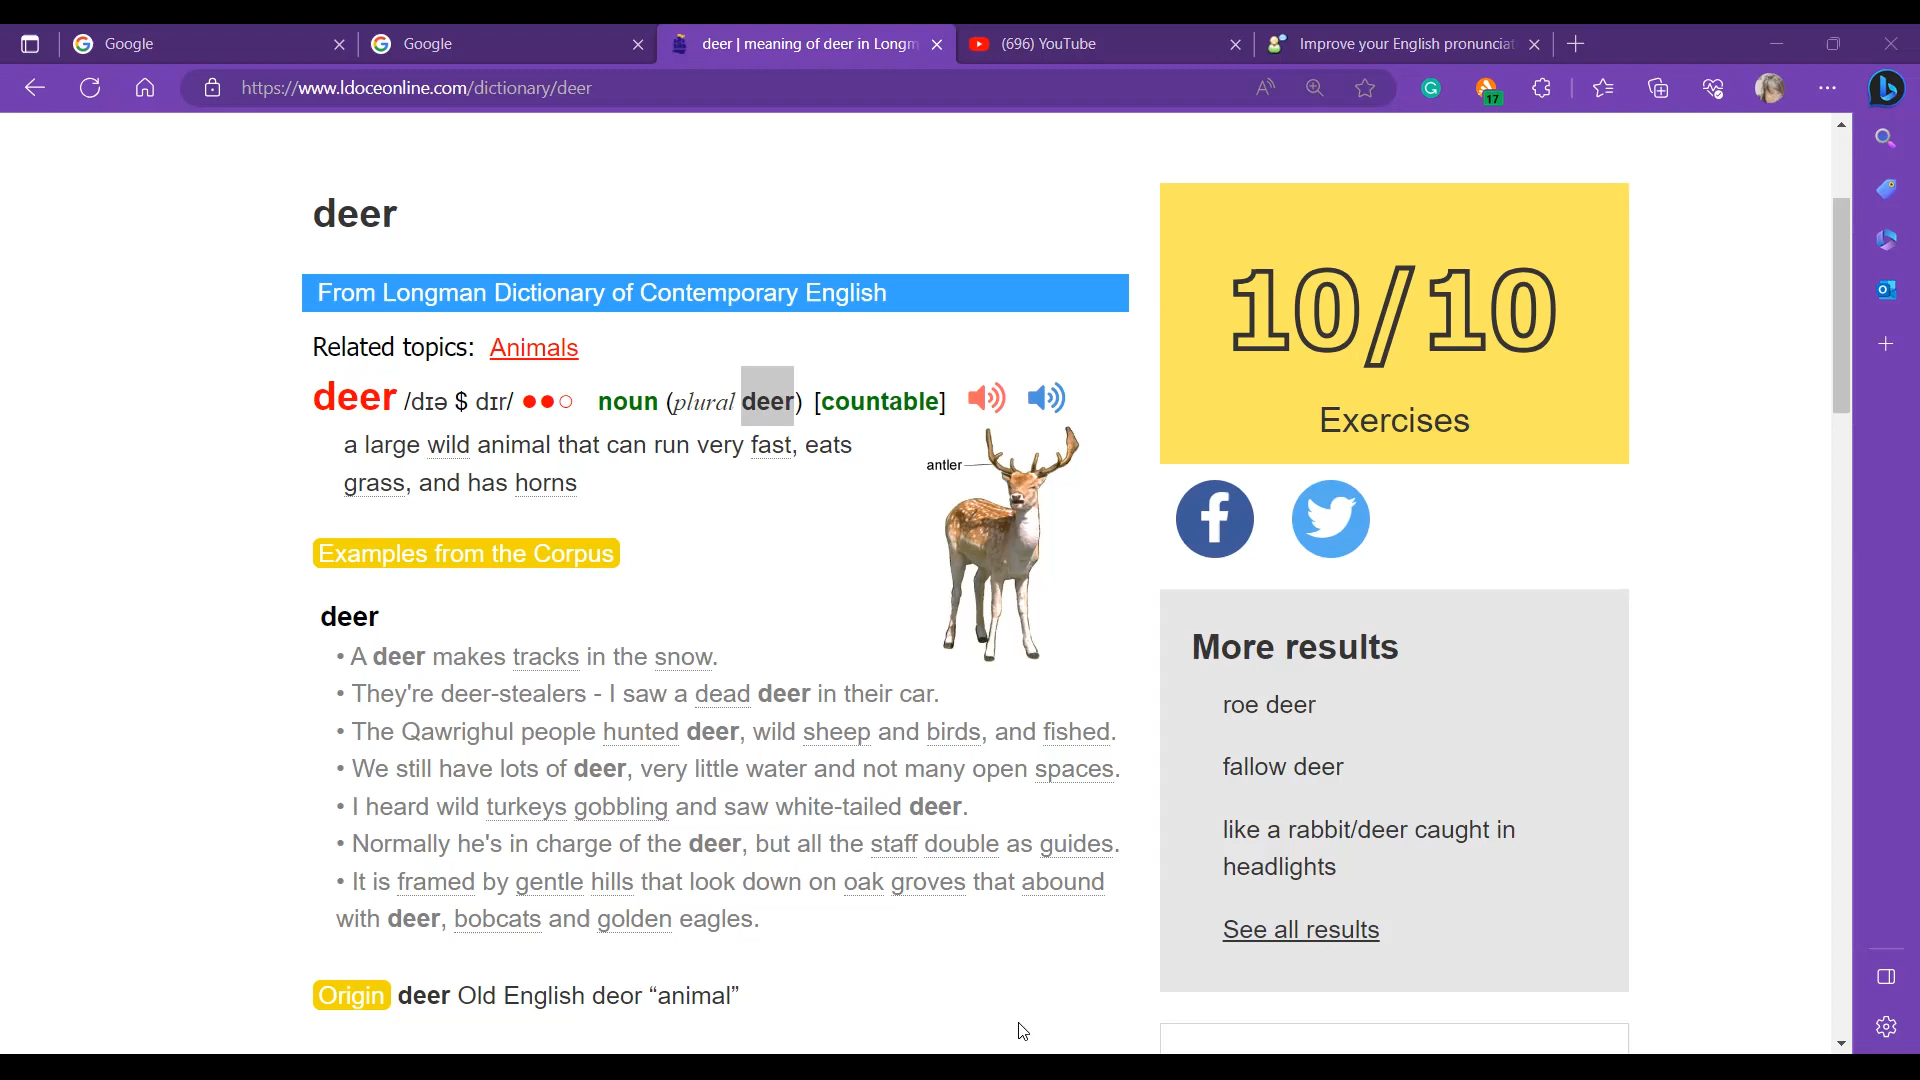 Google
Google
deer | meaning of deer in Longm
(696) YouTube
Improve your English pronunciat
https://www.ldoceonline.com/dictionary/deer
17
deer
From Longman Dictionary of Contemporary English
Related topics: Animals
deer /dɪə $ dɪr/ ●●○ noun (plural deer) [countable]
a large wild animal that can run very fast, eats
grass, and has horns
antler
Examples from the Corpus
deer
• A deer makes tracks in the snow.
• They're deer-stealers - I saw a dead deer in their car.
• The Qawrighul people hunted deer, wild sheep and birds, and fished.
• We still have lots of deer, very little water and not many open spaces.
• I heard wild turkeys gobbling and saw white-tailed deer.
• Normally he's in charge of the deer, but all the staff double as guides.
• It is framed by gentle hills that look down on oak groves that abound
with deer, bobcats and golden eagles.
Origin deer Old English deor “animal”
10/10
Exercises
More results
roe deer
fallow deer
like a rabbit/deer caught in
headlights
See all results